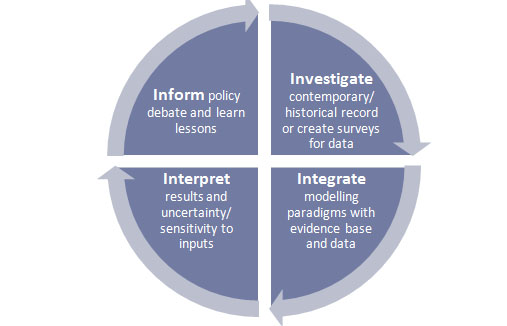 Inform policy
debate and learn
lessons
Investigate
contemporary/
historical record
or create surveys
for data
Interpret
results and
uncertainty/
sensitivity to
inputs
Integrate
modelling
paradigms with
evidence base
and data